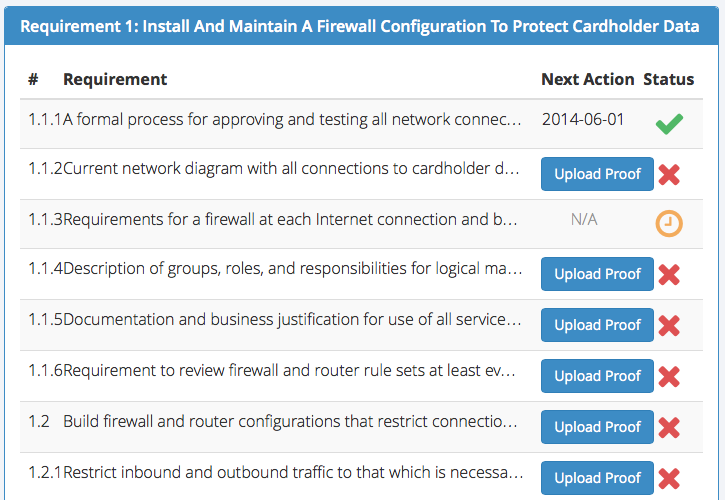 Requirement 1: Install And Maintain A Firewall Configuration To Protect Cardholder Data
# Requirement Next Action Status
1.1.1 A formal process for approving and testing all network connec... 2014-06-01
1.1.2 Current network diagram with all connections to cardholder d... Upload Proof
1.1.3 Requirements for a firewall at each Internet connection and b... N/A
1.1.4 Description of groups, roles, and responsibilities for logical ma... Upload Proof
1.1.5 Documentation and business justification for use of all service... Upload Proof
1.1.6 Requirement to review firewall and router rule sets at least ev... Upload Proof
1.2 Build firewall and router configurations that restrict connectio... Upload Proof
1.2.1 Restrict inbound and outbound traffic to that which is necessa... Upload Proof